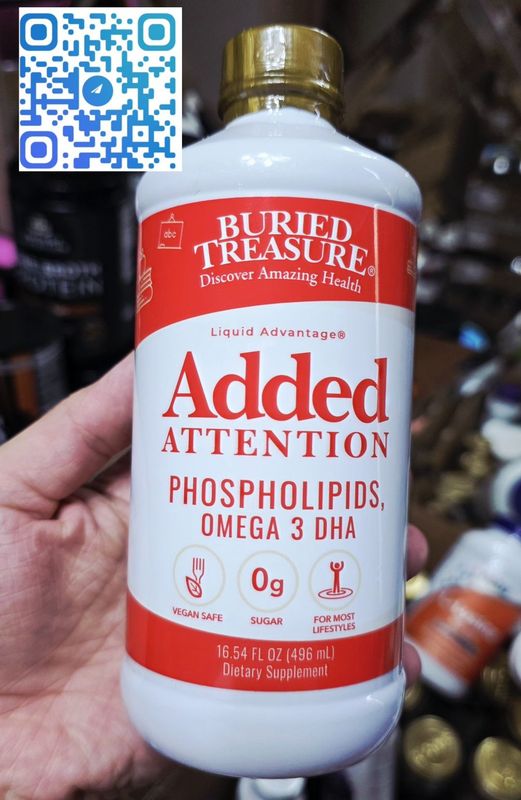 abc
BURIED
TREASURE®
Discover Amazing Health
Liquid Advantage®
Added
ATTENTION
PHOSPHOLIPIDS,
OMEGA 3 DHA
0g
VEGAN SAFE
SUGAR
FOR MOST
LIFESTYLES
16.54 FL OZ (496 mL)
Dietary Supplement